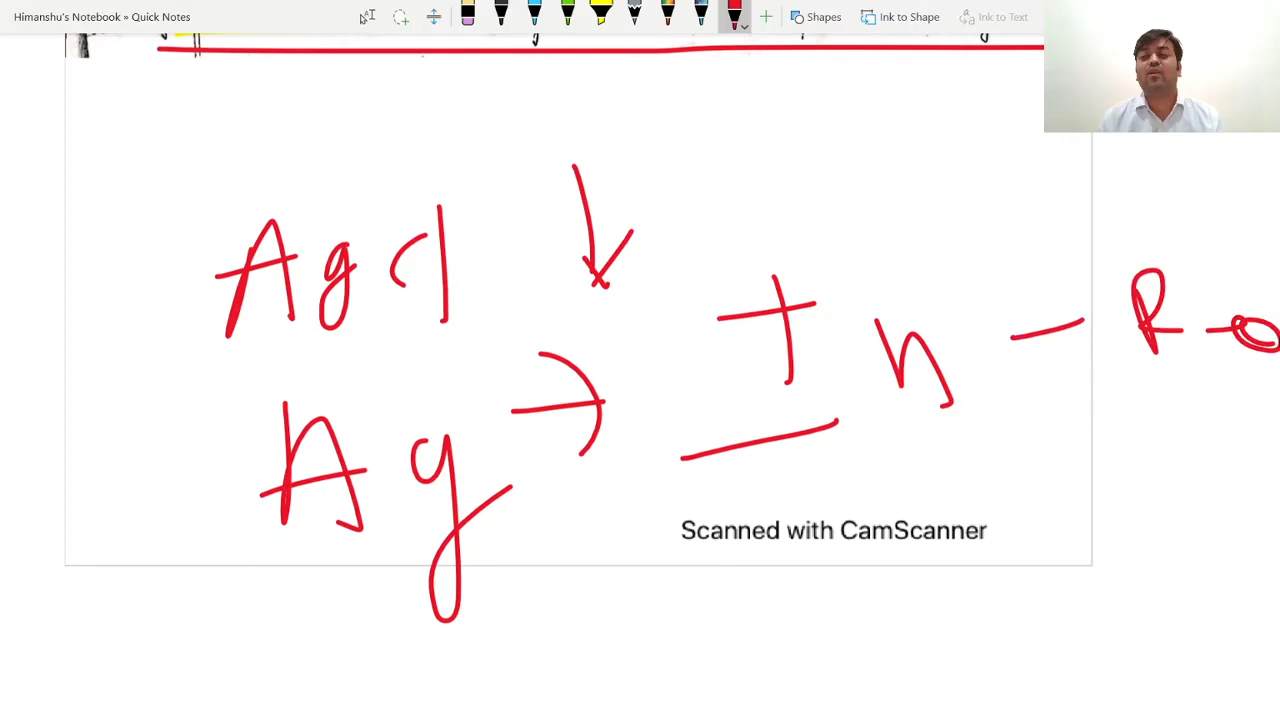 Himanshu's Notebook » Quick Notes
Shapes
Ink to Shape
Ink to Text
AgCl ↓
Ag →
+ n - R -
Scanned with CamScanner